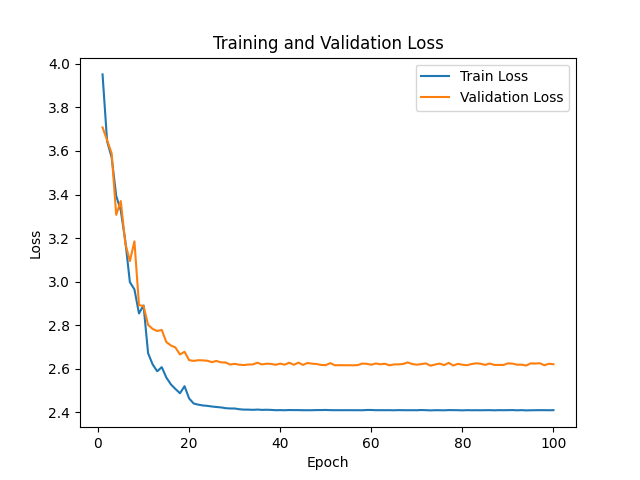 Training and Validation Loss
Train Loss
Validation Loss
4.0
3.8
3.6
3.4
3.2
3.0
2.8
2.6
2.4
Loss
0 20 40 60 80 100
Epoch